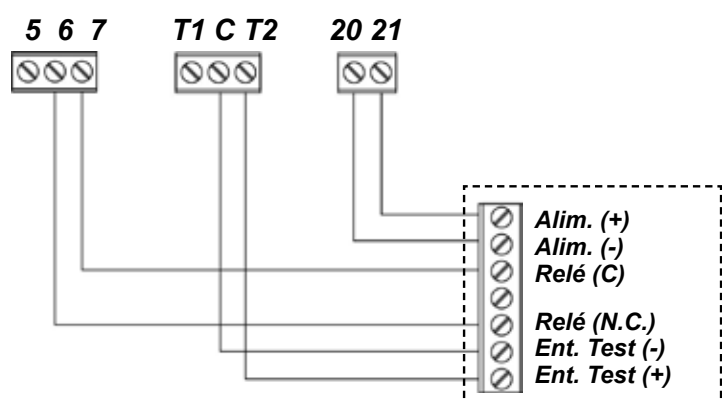 5 6 7 T1 C T2 20 21
Alim. (+)
Alim. (-)
Relé (C)
Relé (N.C.)
Ent. Test (-)
Ent. Test (+)